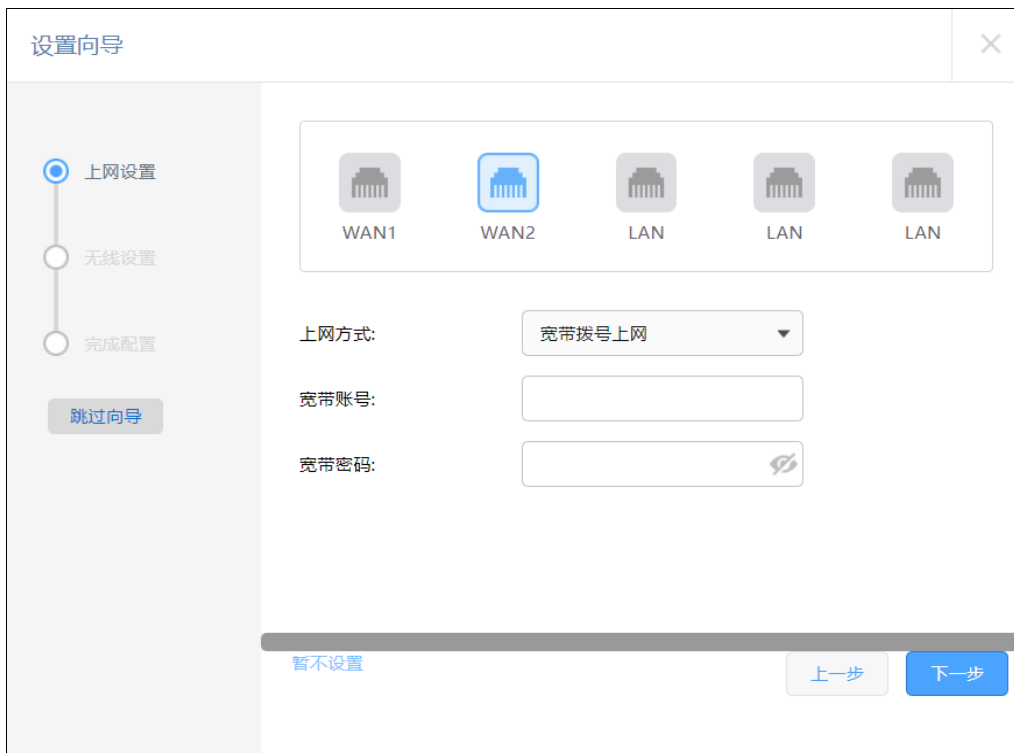 设置向导
上网设置
无线设置
完成配置
跳过向导
WAN1 WAN2 LAN LAN LAN
上网方式: 宽带拨号上网
宽带账号:
宽带密码:
暂不设置 上一步 下一步